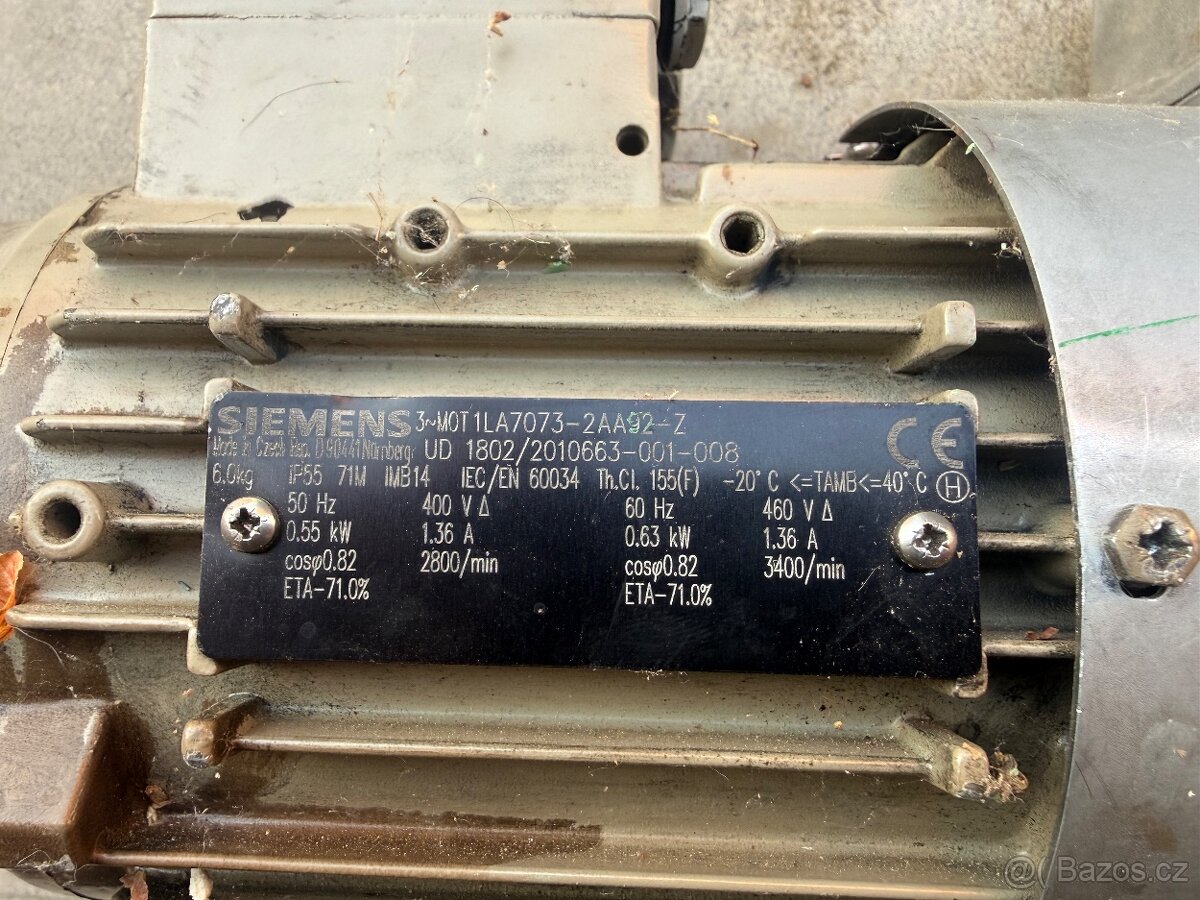 SIEMENS 3~MOT 1LA7073-2AA92-Z
Made in Czech Rep. D 90441 Nürnberg UD 1802/2010663-001-008 CE
6.0kg IP55 71M IMB14 IEC/EN 60034 Th.Cl. 155(F) -20°C <=TAMB<=40°C H
50 Hz 400 V Δ 60 Hz 460 V Δ
0.55 kW 1.36 A 0.63 kW 1.36 A
cosφ0.82 2800/min cosφ0.82 3400/min
ETA-71.0% ETA-71.0%
Bazos.cz